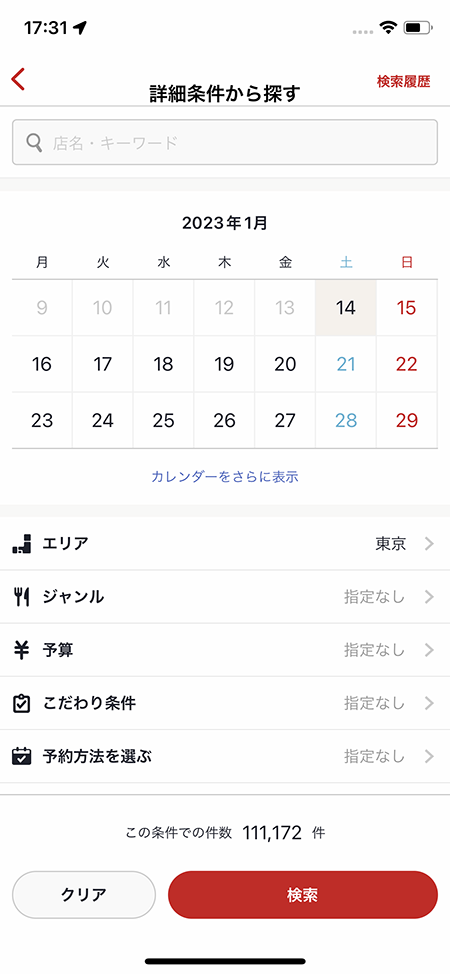 17:31
詳細条件から探す 検索履歴
店名・キーワード
2023年1月
月 火 水 木 金 土 日
9 10 11 12 13 14 15
16 17 18 19 20 21 22
23 24 25 26 27 28 29
カレンダーをさらに表示
エリア 東京
ジャンル 指定なし
予算 指定なし
こだわり条件 指定なし
予約方法を選ぶ 指定なし
この条件での件数 111,172 件
クリア 検索